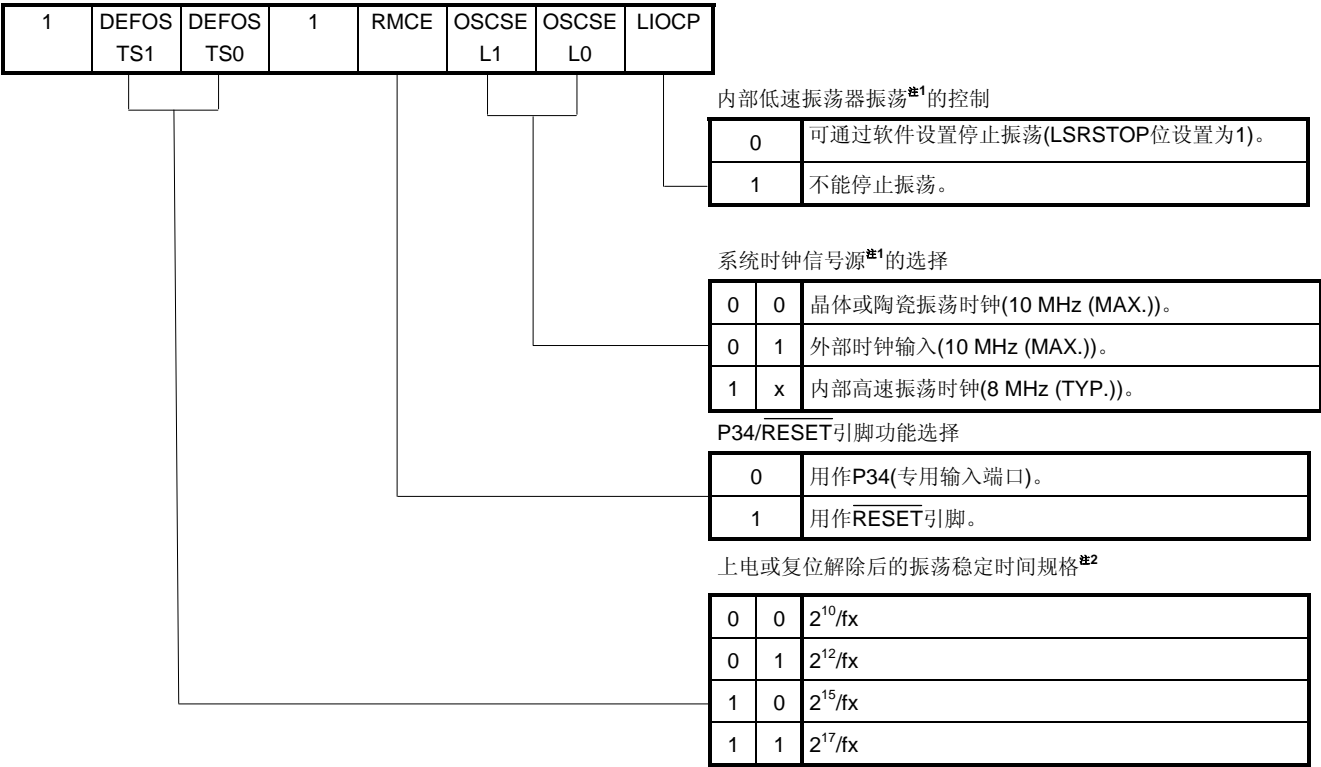 1 DEFOS TS1 DEFOS TS0 1 RMCE OSCSE L1 OSCSE L0 LIOCP
内部低速振荡器振荡注1的控制
0 可通过软件设置停止振荡(LSRSTOP位设置为1)。
1 不能停止振荡。
系统时钟信号源注1的选择
0 0 晶体或陶瓷振荡时钟(10 MHz (MAX.))。
0 1 外部时钟输入(10 MHz (MAX.))。
1 x 内部高速振荡时钟(8 MHz (TYP.))。
P34/RESET引脚功能选择
0 用作P34(专用输入端口)。
1 用作RESET引脚。
上电或复位解除后的振荡稳定时间规格注2
0 0 2^10/fx
0 1 2^12/fx
1 0 2^15/fx
1 1 2^17/fx